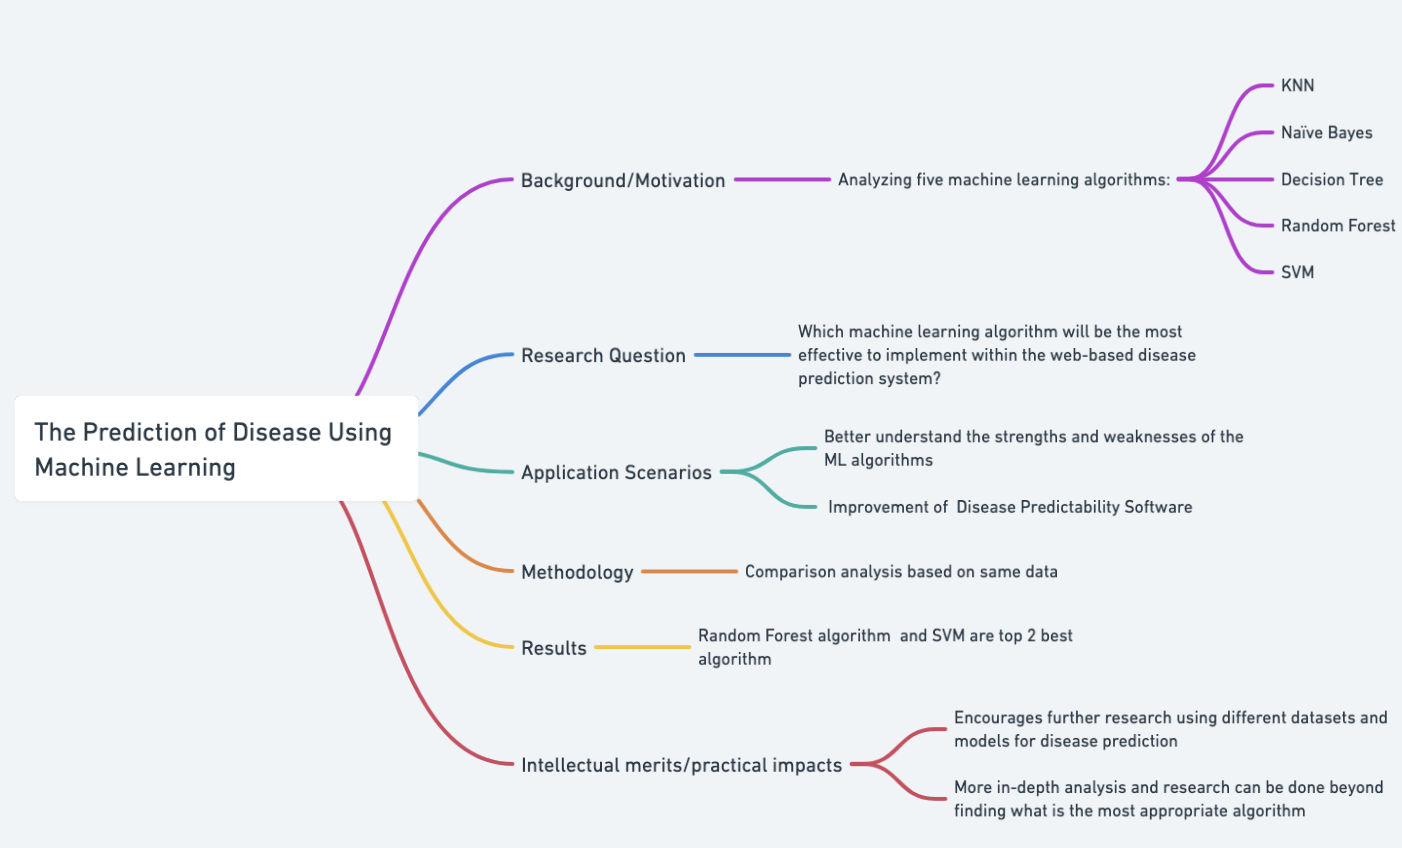 The Prediction of Disease Using
Machine Learning
Background/Motivation
Analyzing five machine learning algorithms:
KNN
Naïve Bayes
Decision Tree
Random Forest
SVM
Research Question
Which machine learning algorithm will be the most
effective to implement within the web-based disease
prediction system?
Application Scenarios
Better understand the strengths and weaknesses of the
ML algorithms
Improvement of  Disease Predictability Software
Methodology
Comparison analysis based on same data
Results
Random Forest algorithm  and SVM are top 2 best
algorithm
Intellectual merits/practical impacts
Encourages further research using different datasets and
models for disease prediction
More in-depth analysis and research can be done beyond
finding what is the most appropriate algorithm